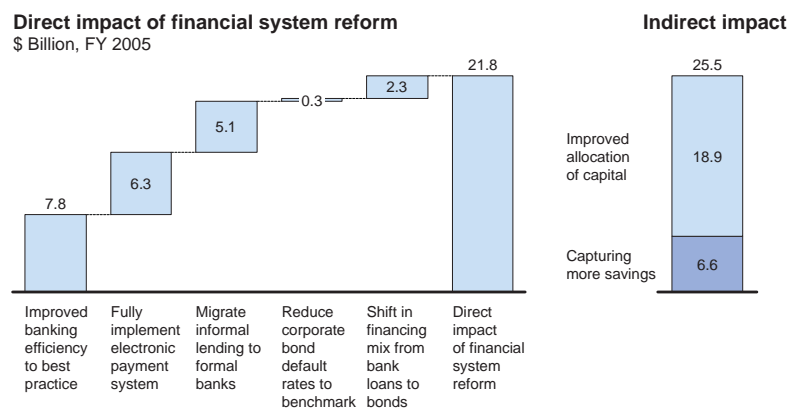 Direct impact of financial system reform
$ Billion, FY 2005
7.8
6.3
5.1
0.3
2.3
21.8
Improved
banking
efficiency
to best
practice
Fully
implement
electronic
payment
system
Migrate
informal
lending to
formal
banks
Reduce
corporate
bond
default
rates to
benchmark
Shift in
financing
mix from
bank
loans to
bonds
Direct
impact
of financial
system
reform
Indirect impact
25.5
Improved
allocation
of capital
18.9
Capturing
more savings
6.6